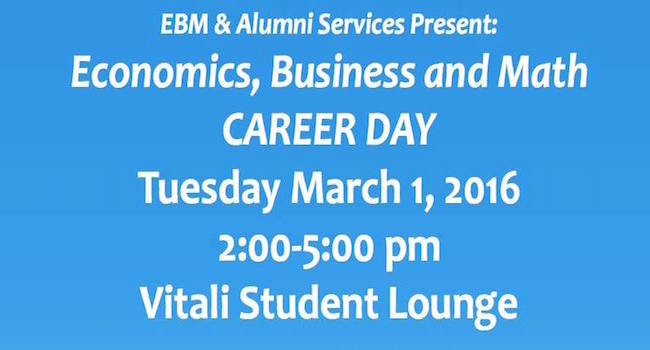 EBM & Alumni Services Present:
Economics, Business and Math
CAREER DAY
Tuesday March 1, 2016
2:00-5:00 pm
Vitali Student Lounge